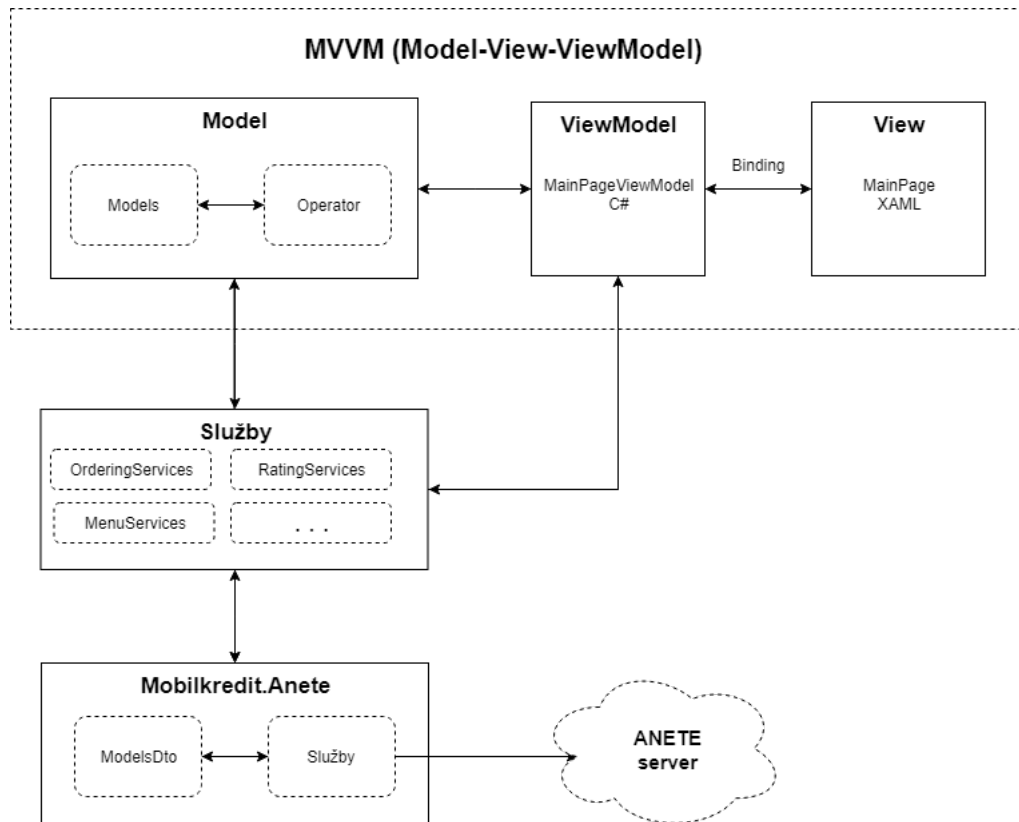 MVVM (Model-View-ViewModel)
Model
Models
Operator
ViewModel
MainPageViewModel
C#
Binding
View
MainPage
XAML
Služby
OrderingServices
RatingServices
MenuServices
. . .
Mobilkredit.Anete
ModelsDto
Služby
ANETE
server